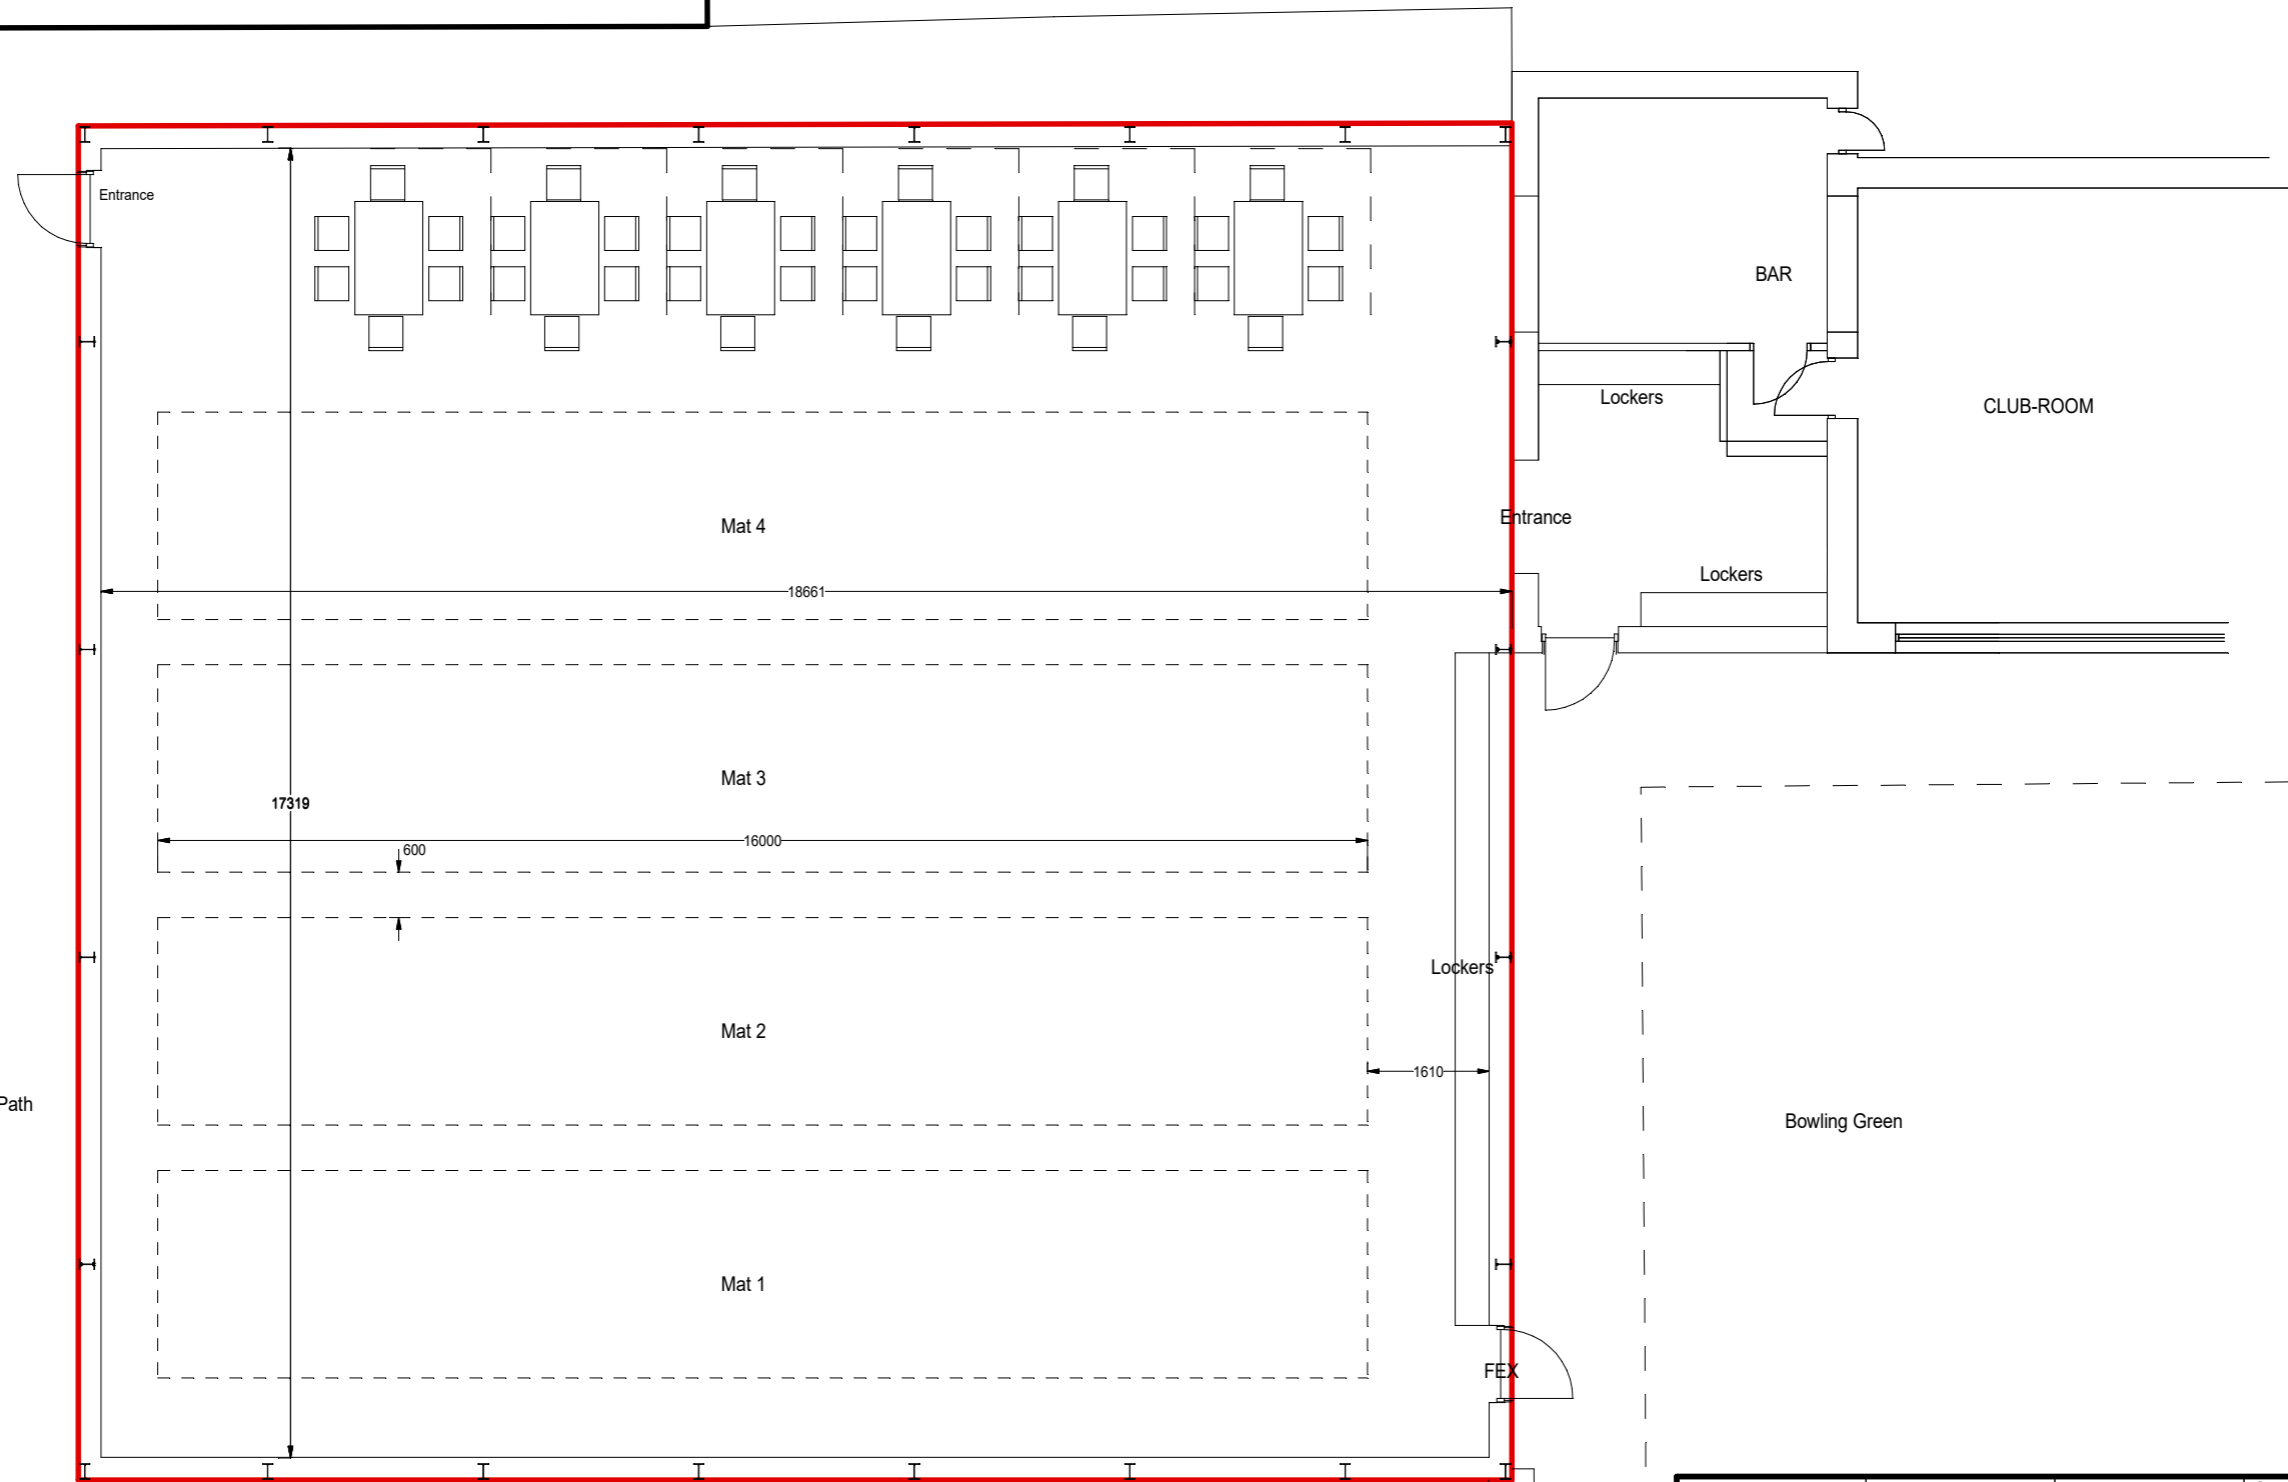 Entrance
BAR
Lockers
CLUB-ROOM
Entrance
Mat 4
Lockers
18661
Mat 3
17319
16000
600
Lockers
Mat 2
1610
Path
Bowling Green
Mat 1
FEX